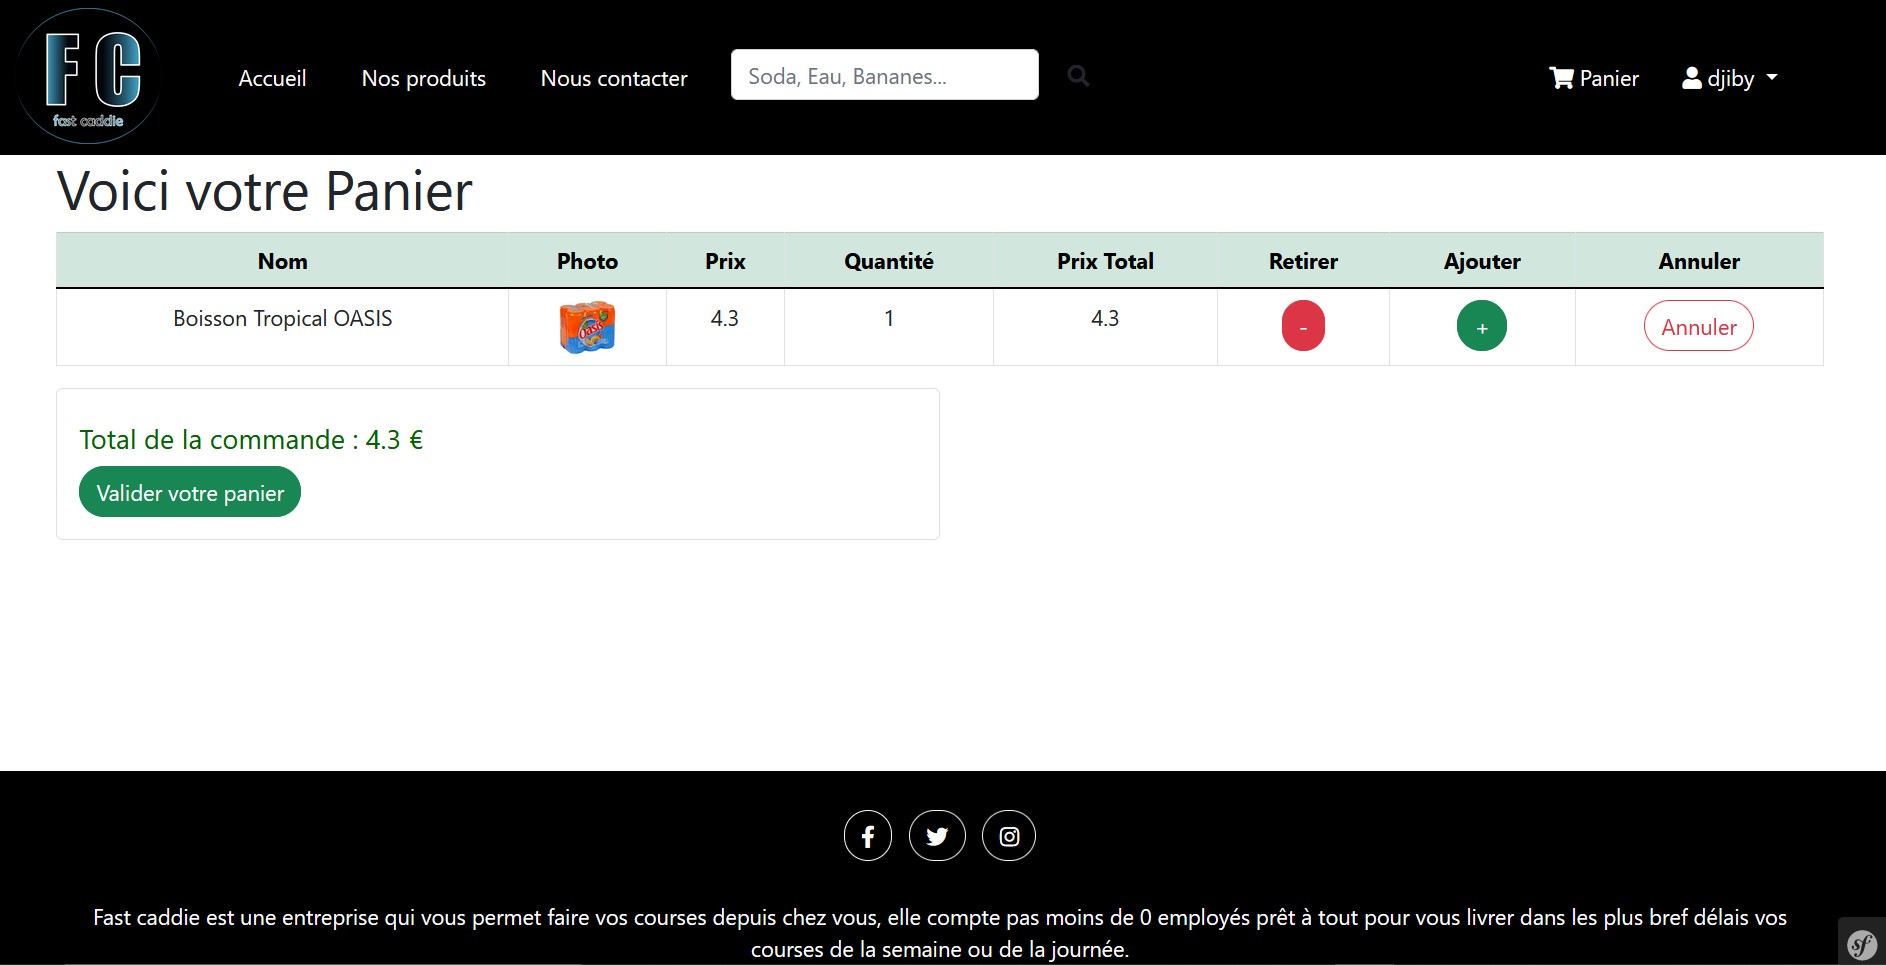 FC
fast caddie
Accueil Nos produits Nous contacter Soda, Eau, Bananes... Panier djiby
Voici votre Panier
Nom Photo Prix Quantité Prix Total Retirer Ajouter Annuler
Boisson Tropical OASIS Oasis 4.3 1 4.3 - + Annuler
Total de la commande : 4.3 €
Valider votre panier
Fast caddie est une entreprise qui vous permet faire vos courses depuis chez vous, elle compte pas moins de 0 employés prêt à tout pour vous livrer dans les plus bref délais vos
courses de la semaine ou de la journée.
sf